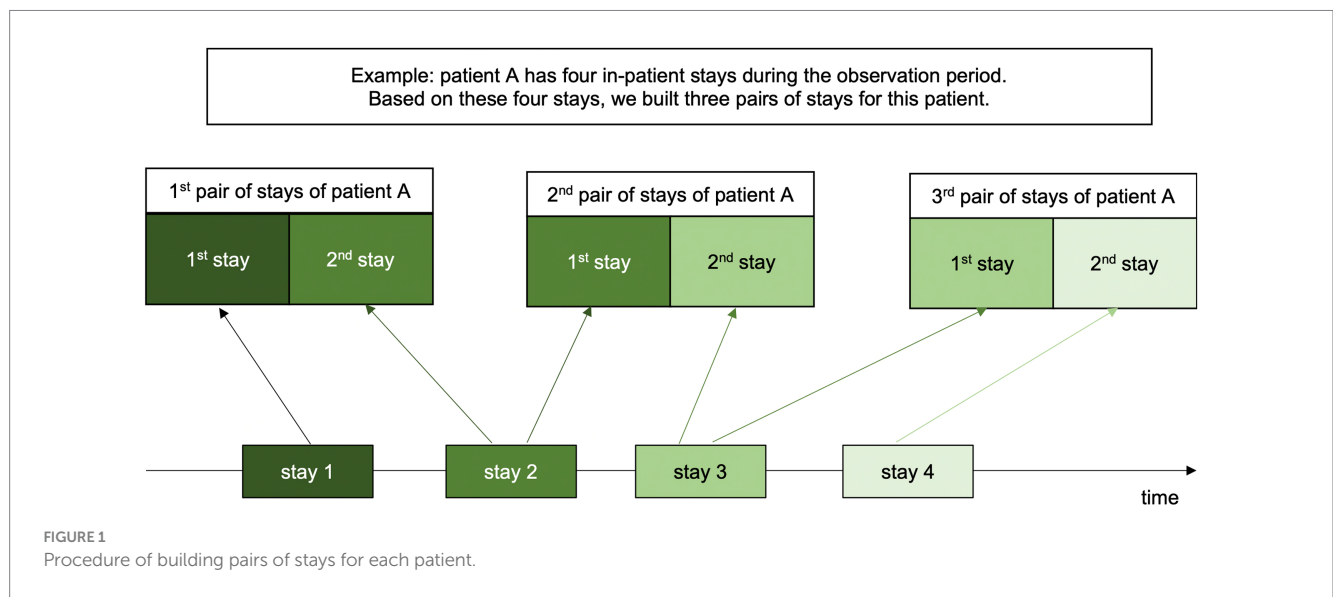 Example: patient A has four in-patient stays during the observation period.
Based on these four stays, we built three pairs of stays for this patient.
1st pair of stays of patient A
1st stay
2nd stay
2nd pair of stays of patient A
1st stay
2nd stay
3rd pair of stays of patient A
1st stay
2nd stay
stay 1
stay 2
stay 3
stay 4
time
FIGURE 1
Procedure of building pairs of stays for each patient.